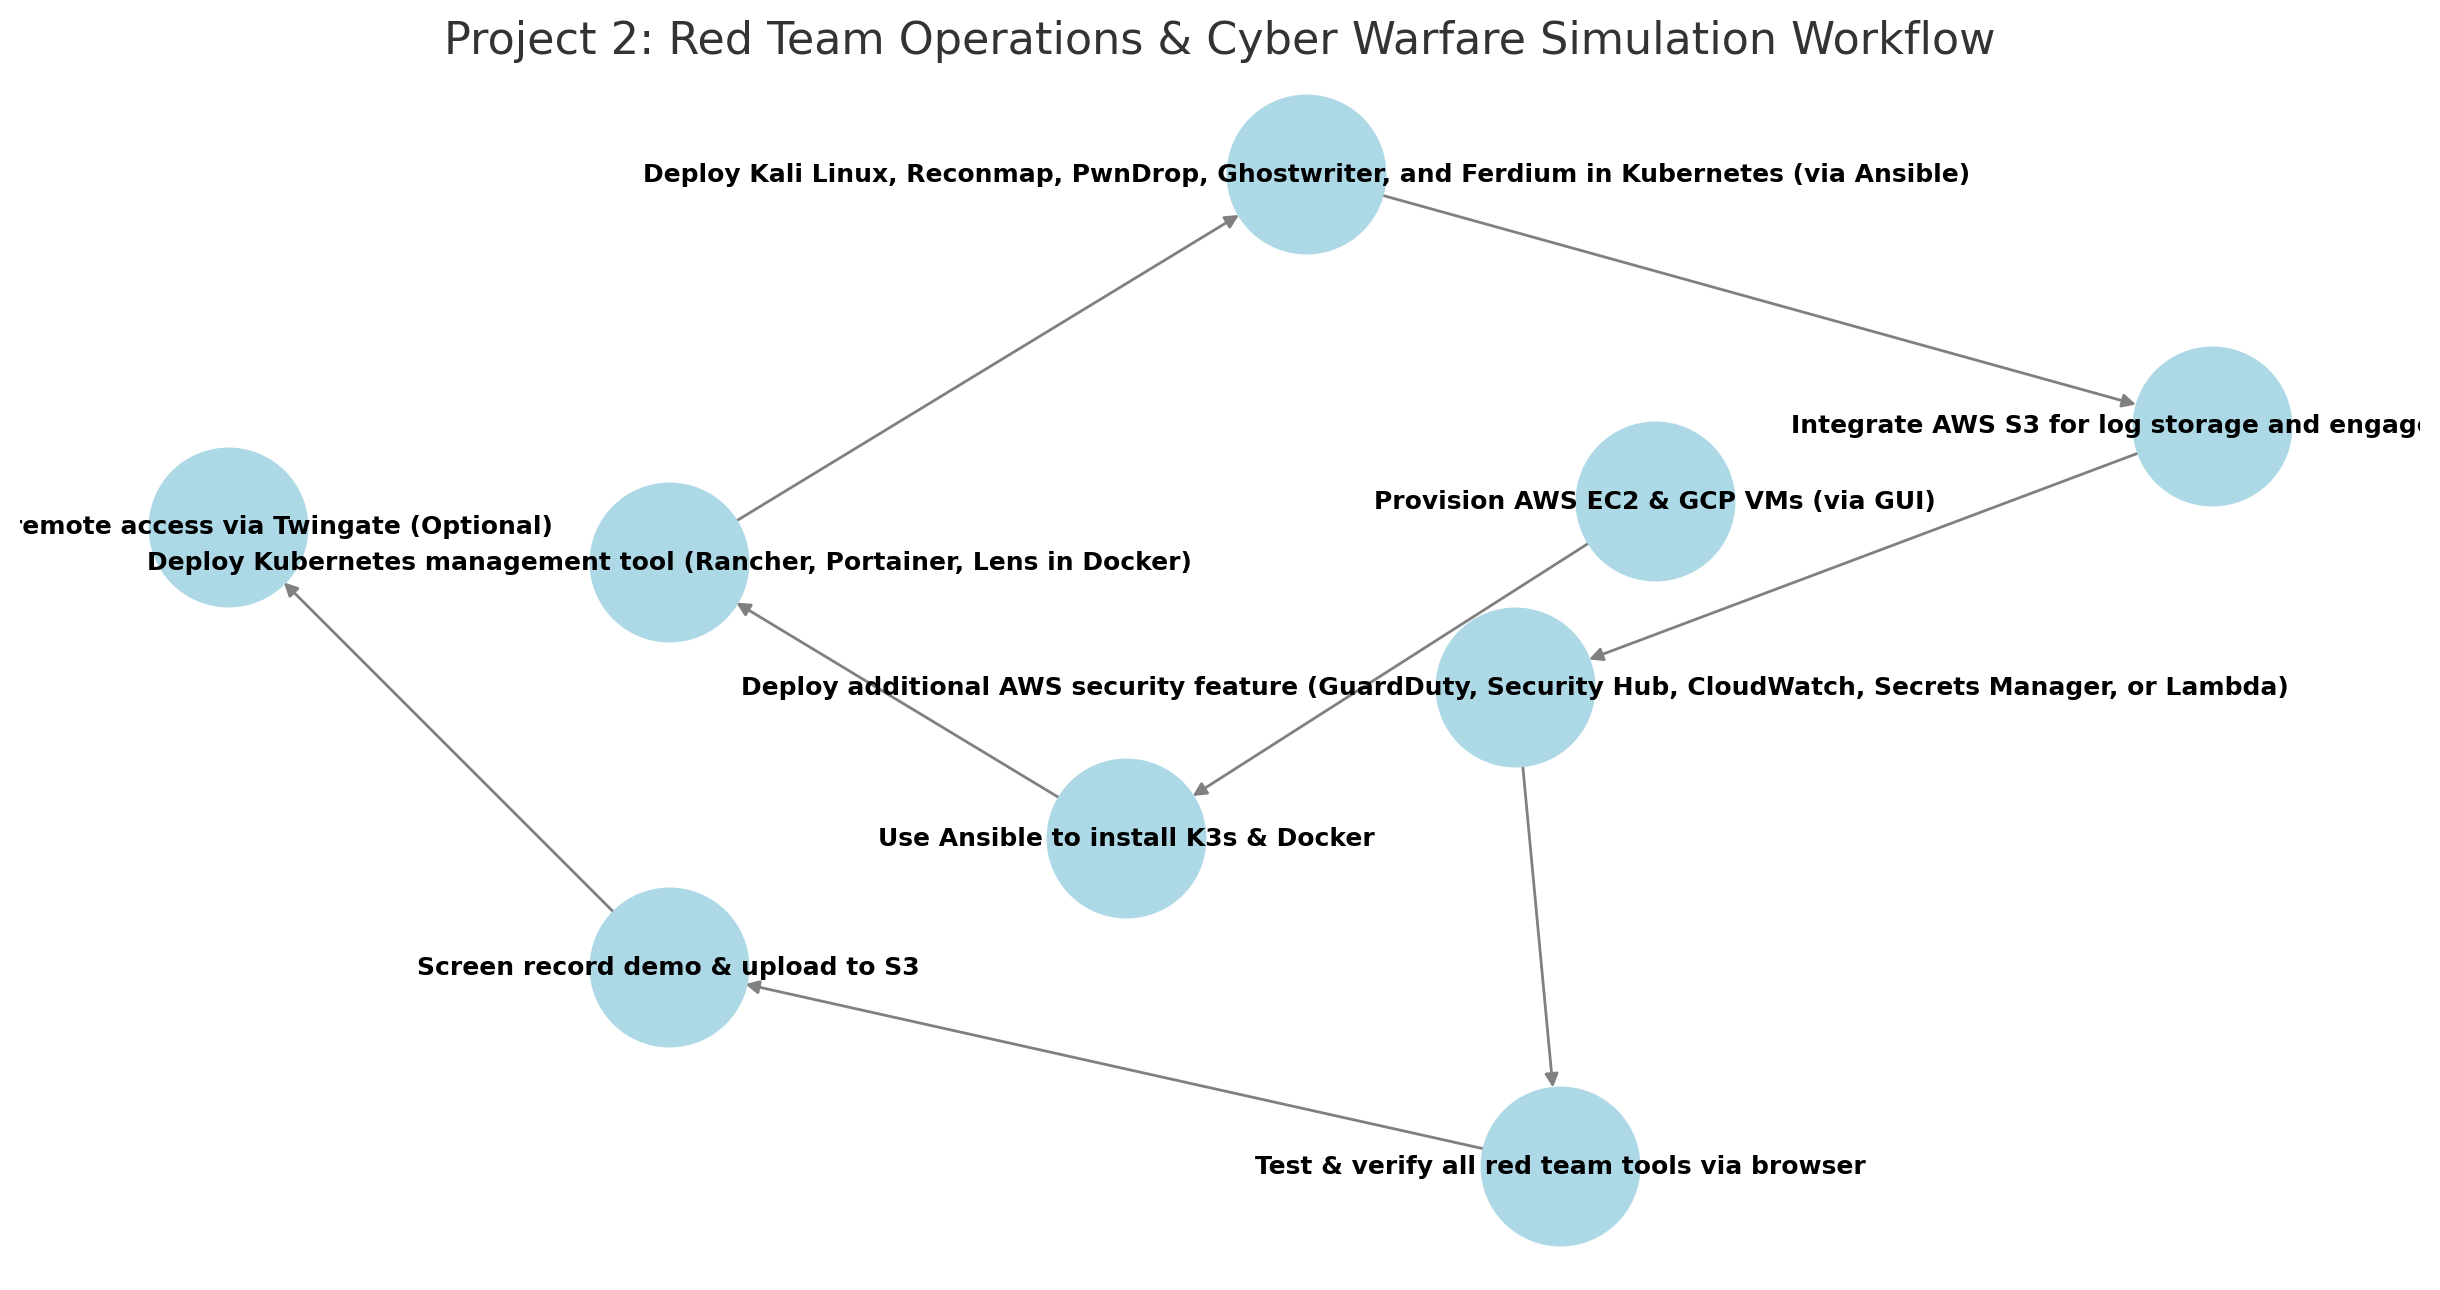 Project 2: Red Team Operations & Cyber Warfare Simulation Workflow
Deploy Kali Linux, Reconmap, PwnDrop, Ghostwriter, and Ferdium in Kubernetes (via Ansible)
Integrate AWS S3 for log storage and
Provision AWS EC2 & GCP VMs (via GUI)
access via Twingate (Optional)
Deploy Kubernetes management tool (Rancher, Portainer, Lens in Docker)
Deploy additional AWS security feature (GuardDuty, Security Hub, CloudWatch, Secrets Manager, or Lambda)
Use Ansible to install K3s & Docker
Screen record demo & upload to S3
Test & verify all red team tools via browser